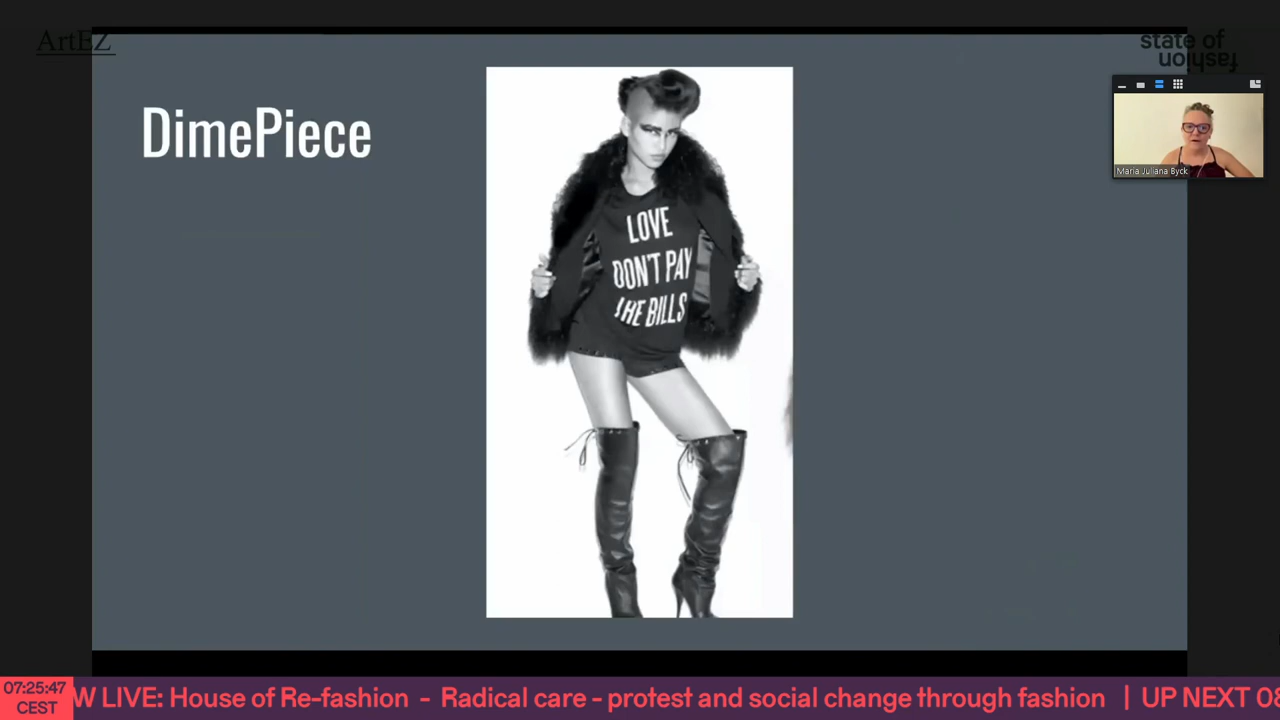 ArtEZ
state of
fashion
DimePiece
LOVE
DON'T PAY
THE BILLS
Maria Juliana Byck
07:25:47
CEST
W LIVE: House of Re-fashion - Radical care - protest and social change through fashion | UP NEXT 08